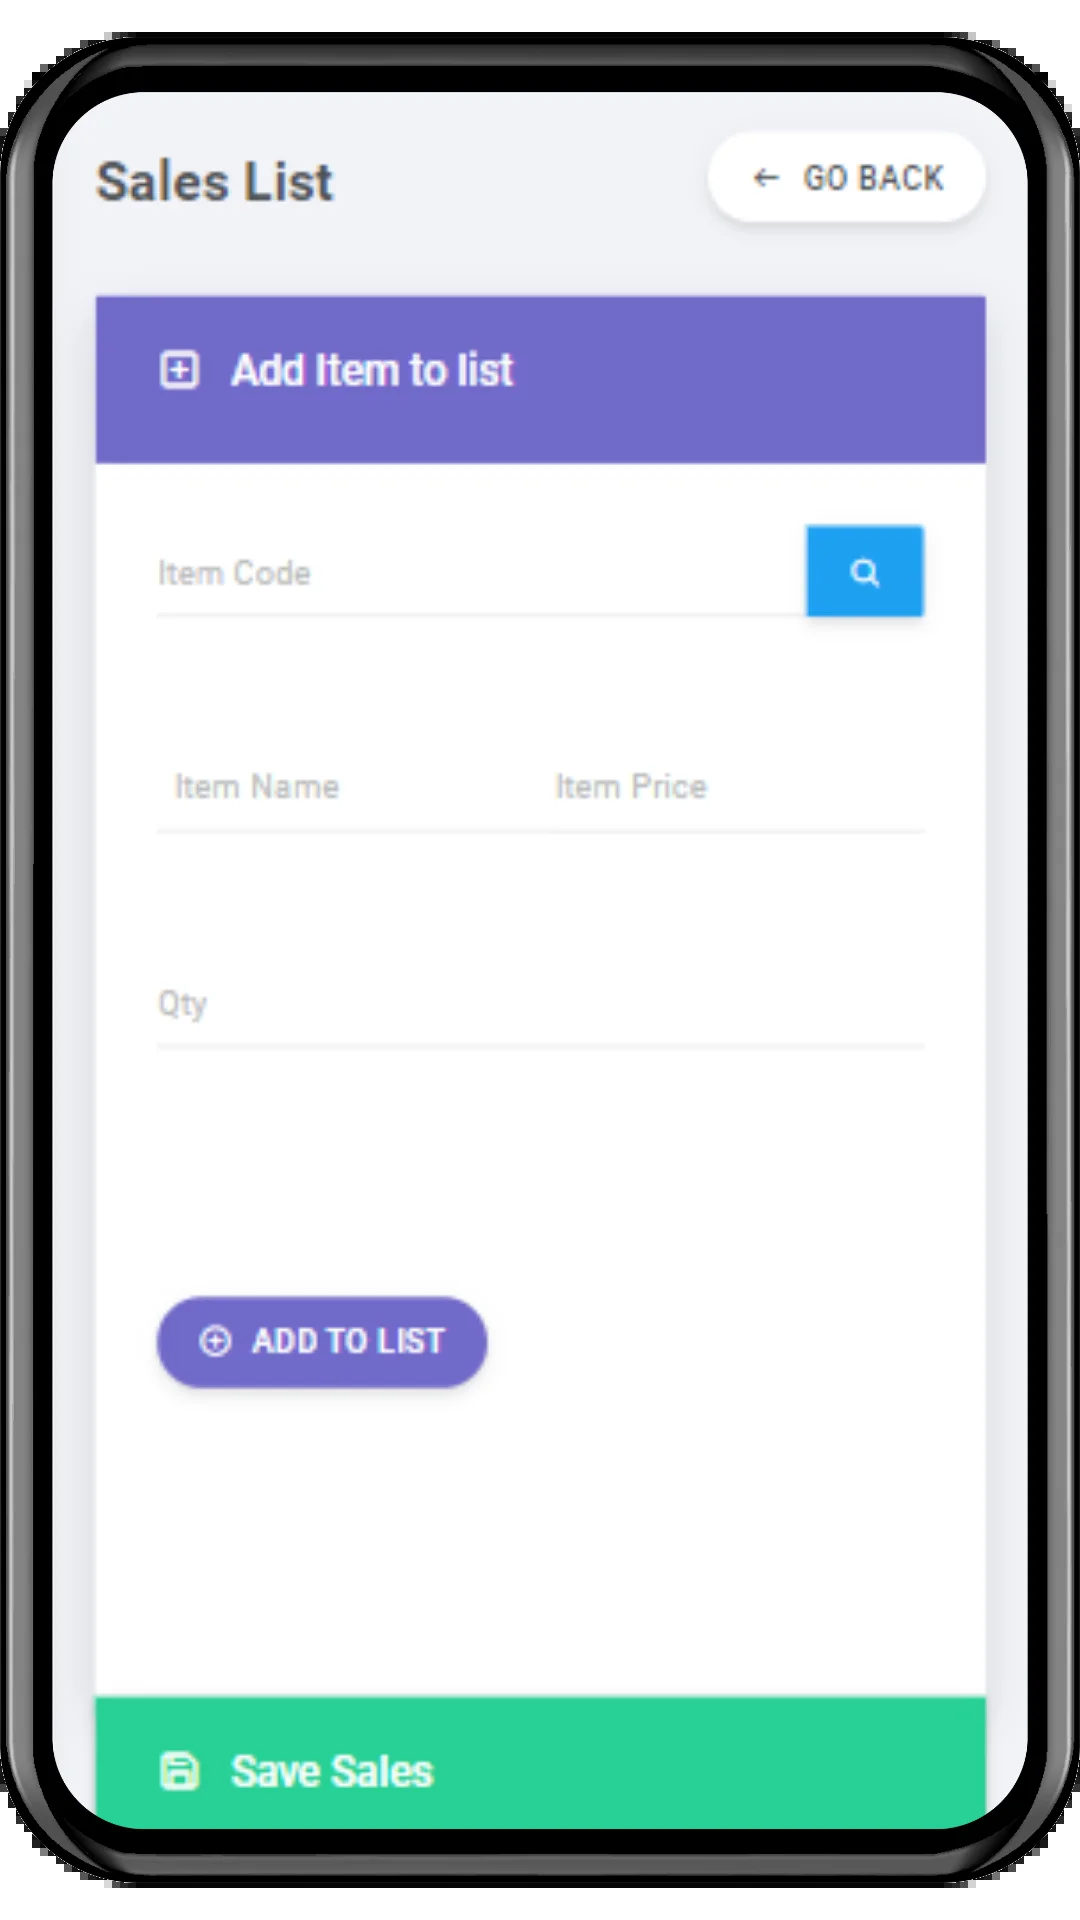 Sales List
GO BACK
Add Item to list
Item Code
Item Name Item Price
Qty
ADD TO LIST
Save Sales